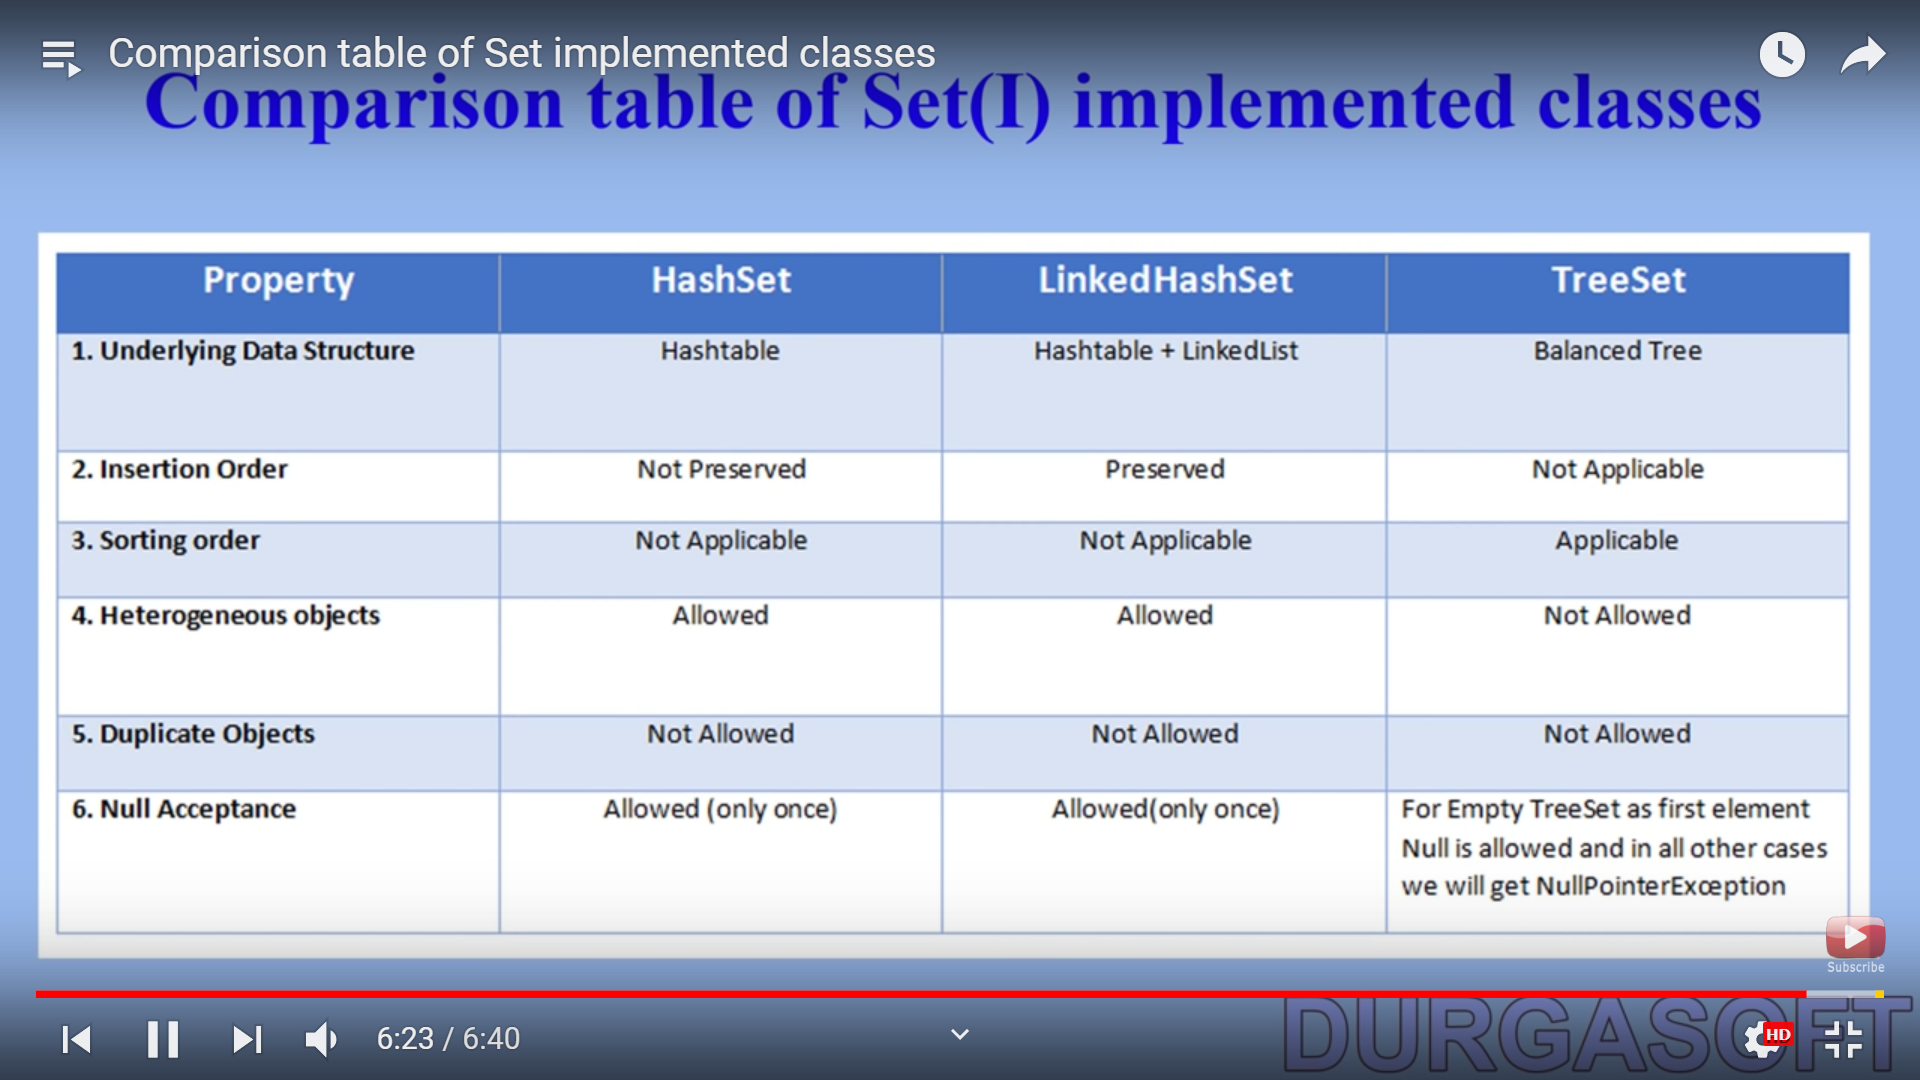 Comparison table of Set implemented classes
Comparison table of Set(I) implemented classes
Property HashSet LinkedHashSet TreeSet
1. Underlying Data Structure Hashtable Hashtable + LinkedList Balanced Tree
2. Insertion Order Not Preserved Preserved Not Applicable
3. Sorting order Not Applicable Not Applicable Applicable
4. Heterogeneous objects Allowed Allowed Not Allowed
5. Duplicate Objects Not Allowed Not Allowed Not Allowed
6. Null Acceptance Allowed (only once) Allowed(only once) For Empty TreeSet as first element
Null is allowed and in all other cases
we will get NullPointerException
Subscribe
6:23 / 6:40
HD
DURGASOFT